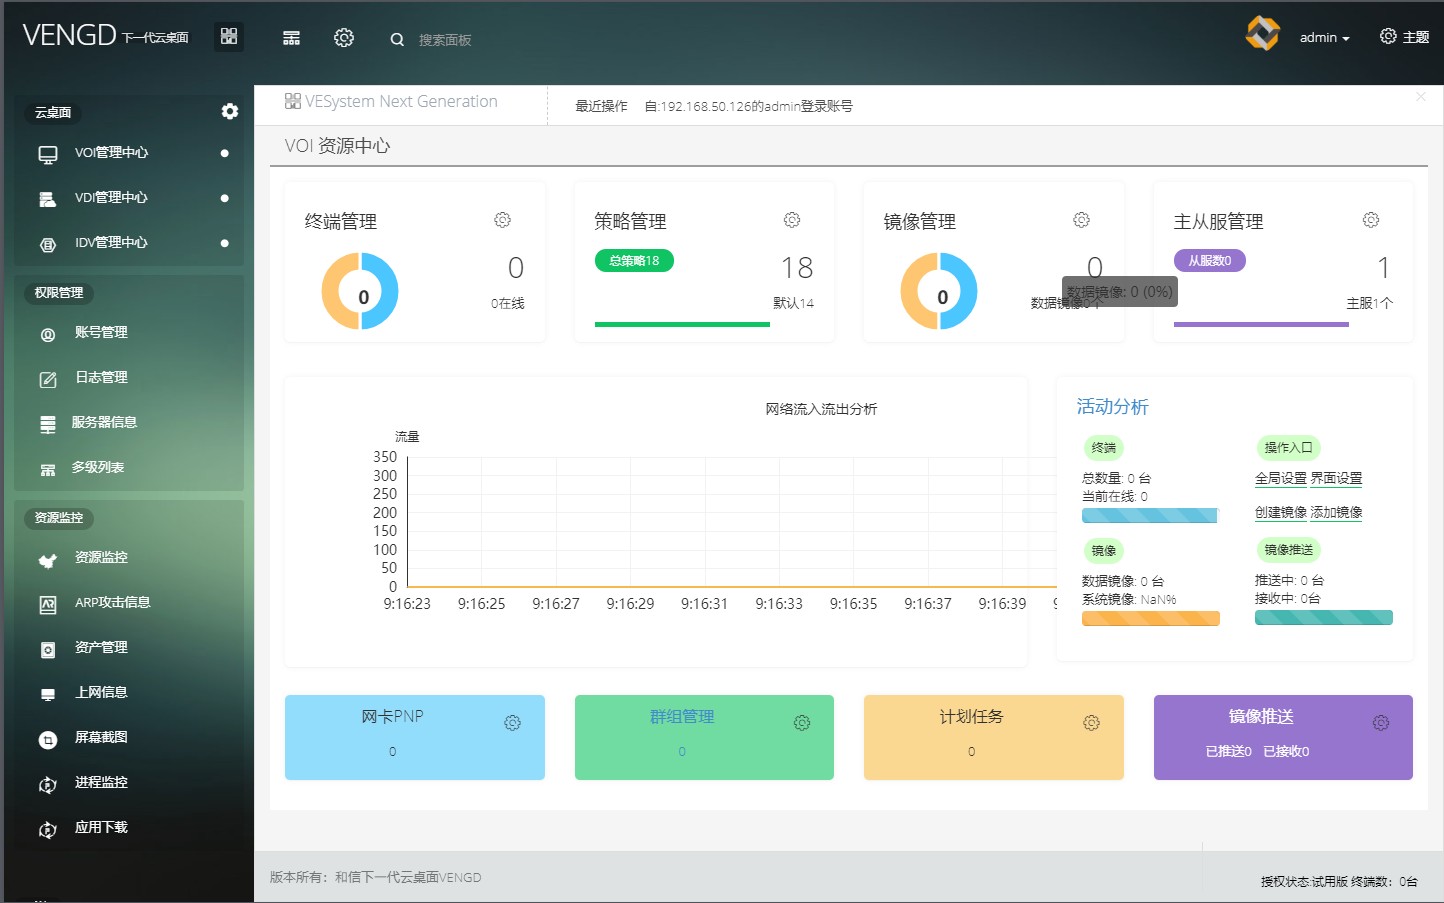 VENGD 下一代云桌面
搜索面板
admin
主题
云桌面
VOI管理中心
VDI管理中心
IDV管理中心
权限管理
账号管理
日志管理
服务器信息
多级列表
资源监控
资源监控
ARP攻击信息
资产管理
上网信息
屏幕截图
进程监控
应用下载
VESystem Next Generation
最近操作 自:192.168.50.126的admin登录账号
VOI 资源中心
终端管理
0
0
0在线
策略管理
总策略18
18
默认14
镜像管理
0
0
数据镜像0个
数据镜像: 0 (0%)
主从服管理
从服数0
1
主服1个
网络流入流出分析
流量
350
300
250
200
150
100
50
0
9:16:23 9:16:25 9:16:27 9:16:29 9:16:31 9:16:33 9:16:35 9:16:37 9:16:39
活动分析
终端
总数量: 0 台
当前在线: 0
操作入口
全局设置 界面设置
创建镜像 添加镜像
镜像
数据镜像: 0 台
系统镜像: NaN%
镜像推送
推送中: 0 台
接收中: 0台
网卡PNP
0
群组管理
0
计划任务
0
镜像推送
已推送0 已接收0
版本所有：和信下一代云桌面VENGD
授权状态:试用版 终端数：0台